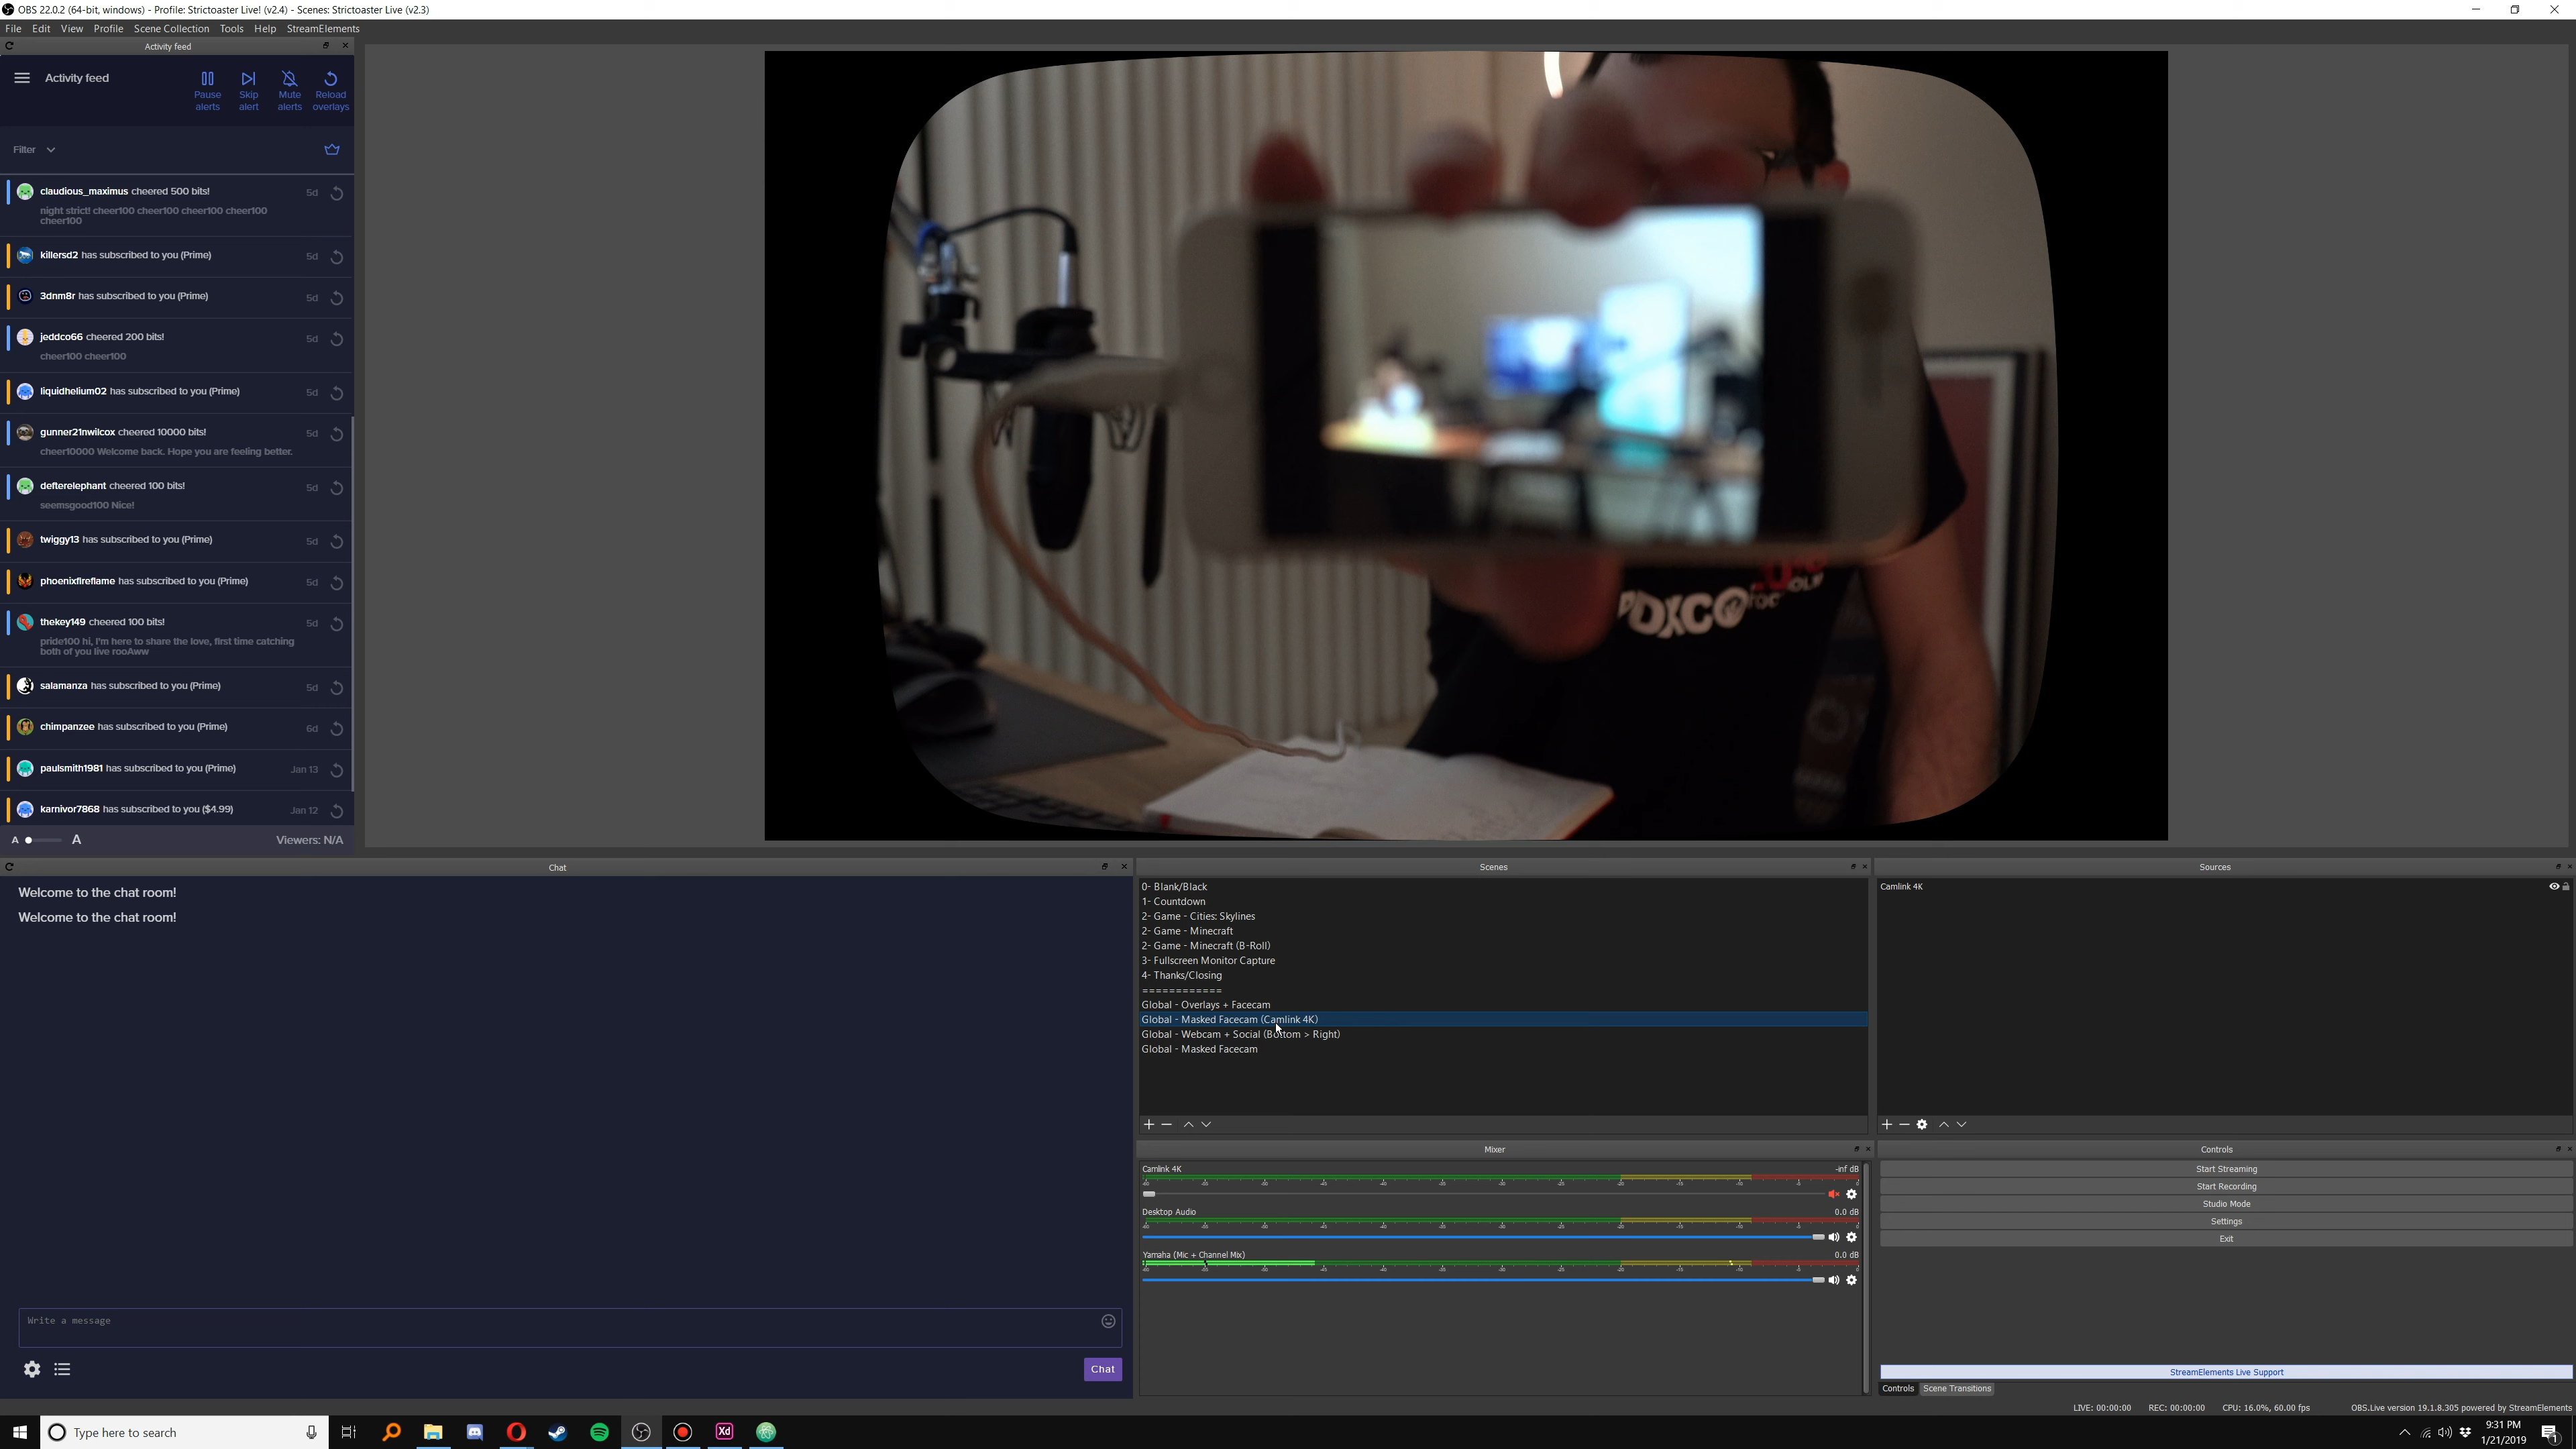 OBS 22.0.2 (64-bit, windows) - Profile: Strictoaster Live! (v2.4) - Scenes: Strictoaster Live (v2.3)
File Edit View Profile Scene Collection Tools Help StreamElements
Activity feed
Activity feed
Pause alerts
Skip alert
Mute alerts
Reload overlays
Filter
claudious_maximus cheered 500 bits! 5d
night strict! cheer100 cheer100 cheer100 cheer100
cheer100
killersd2 has subscribed to you (Prime) 5d
3dnm8r has subscribed to you (Prime) 5d
jeddco66 cheered 200 bits! 5d
cheer100 cheer100
liquidhelium02 has subscribed to you (Prime) 5d
gunner21nwilcox cheered 10000 bits! 5d
cheer10000 Welcome back. Hope you are feeling better.
defterelephant cheered 100 bits! 5d
seemsgood100 Nice!
twiggy13 has subscribed to you (Prime) 5d
phoenixfireflame has subscribed to you (Prime) 5d
thekey149 cheered 100 bits! 5d
pride100 hi, I'm here to share the love, first time catching
both of you live rooAww
salamanza has subscribed to you (Prime) 5d
chimpanzee has subscribed to you (Prime) 6d
paulsmith1981 has subscribed to you (Prime) Jan 13
karnivor7868 has subscribed to you ($4.99) Jan 12
A A Viewers: N/A
PDXCO
Chat
Welcome to the chat room!
Welcome to the chat room!
Write a message
Chat
Scenes
0- Blank/Black
1- Countdown
2- Game - Cities: Skylines
2- Game - Minecraft
2- Game - Minecraft (B-Roll)
3- Fullscreen Monitor Capture
4- Thanks/Closing
============
Global - Overlays + Facecam
Global - Masked Facecam (Camlink 4K)
Global - Webcam + Social (Bottom > Right)
Global - Masked Facecam
Sources
Camlink 4K
Mixer
Camlink 4K -inf dB
Desktop Audio 0.0 dB
Yamaha (Mic + Channel Mix) 0.0 dB
Controls
Start Streaming
Start Recording
Studio Mode
Settings
Exit
StreamElements Live Support
Controls Scene Transitions
LIVE: 00:00:00 REC: 00:00:00 CPU: 16.0%, 60.00 fps OBS.Live version 19.1.8.305 powered by StreamElements
Type here to search
Xd
9:31 PM
1/21/2019
1